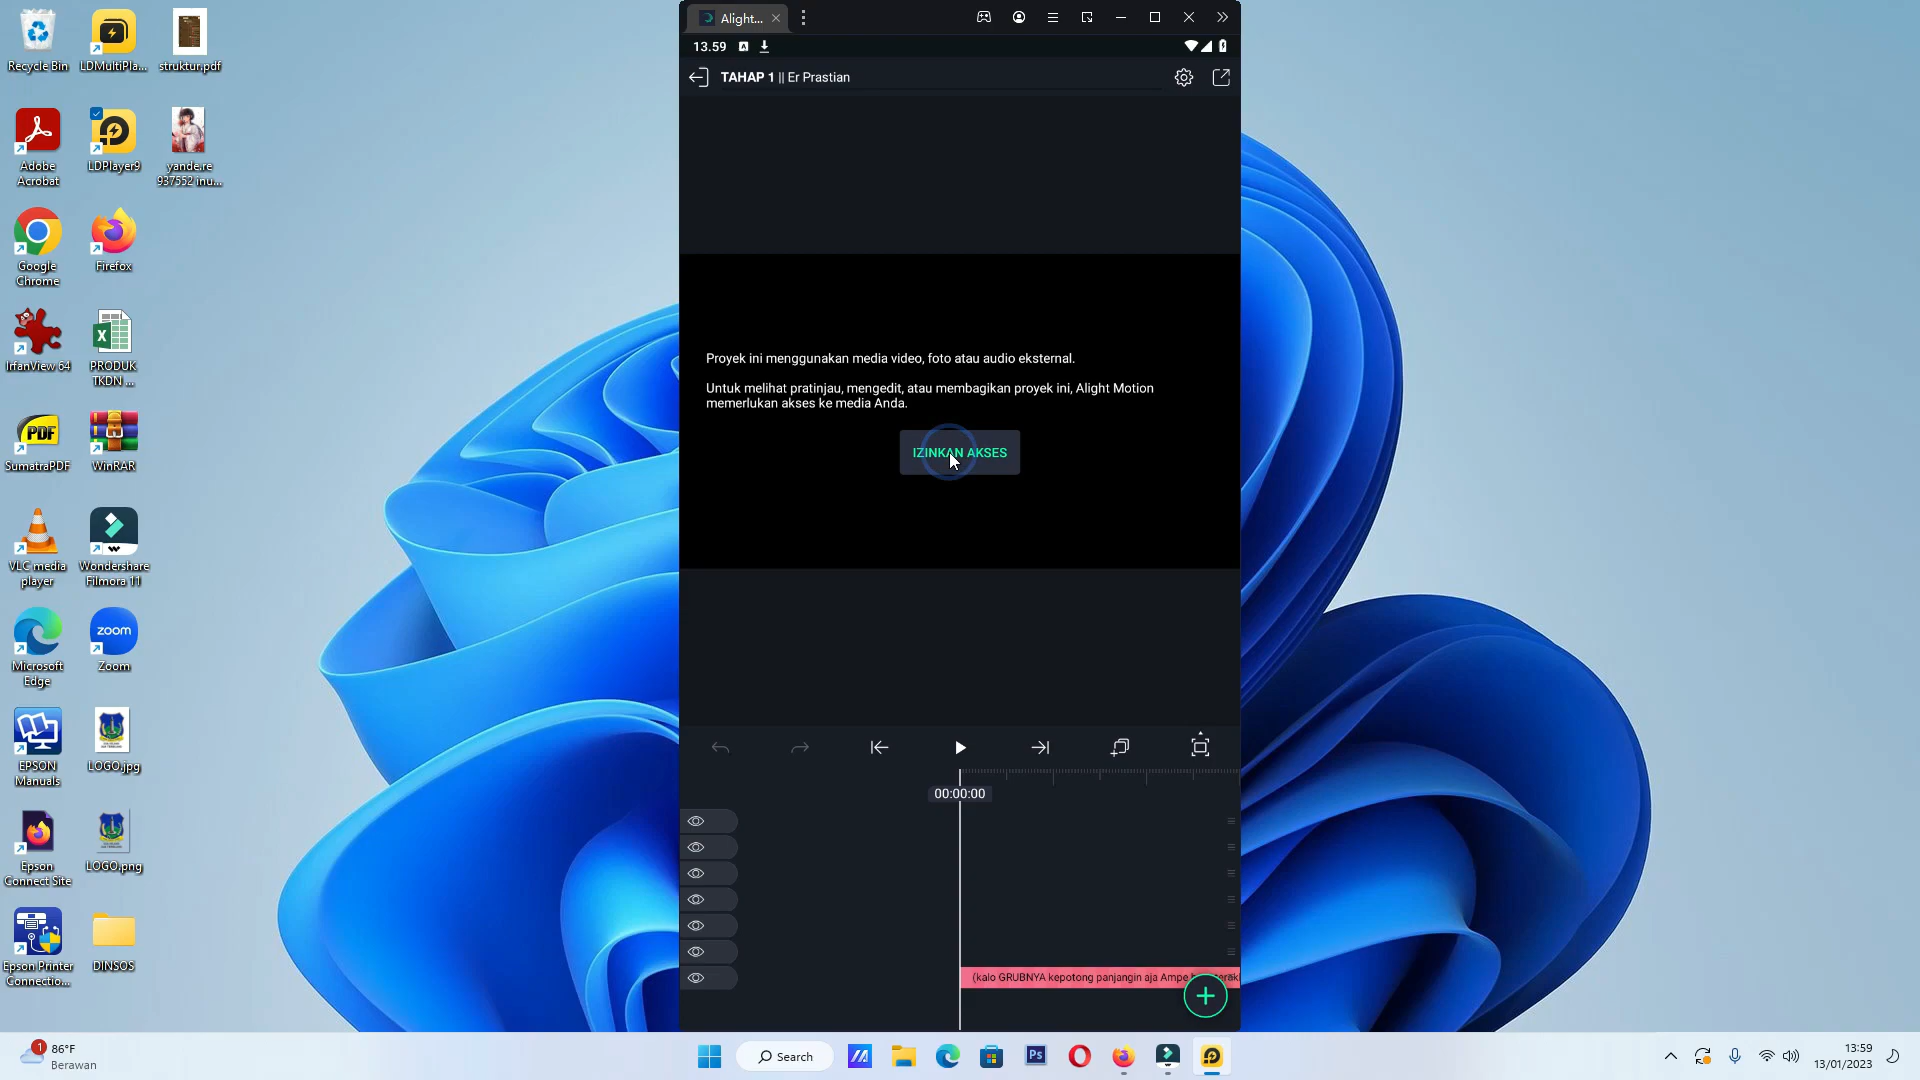 Alight...
13.59
TAHAP 1 || Er Prastian
Proyek ini menggunakan media video, foto atau audio eksternal.
Untuk melihat pratinjau, mengedit, atau membagikan proyek ini, Alight Motion
memerlukan akses ke media Anda.
IZINKAN AKSES
00:00:00
(kalo GRUBNYA kepotong panjangin aja Ampe
Recycle Bin
LDMultiPla...
struktur.pdf
Adobe
Acrobat
LDPlayer9
yande.re
937552 inu...
Google
Chrome
Firefox
IrfanView 64
PRODUK
TKDN ...
PDF
SumatraPDF
WinRAR
VLC media
player
Wondershare
Filmora 11
Microsoft
Edge
zoom
Zoom
EPSON
Manuals
LOGO.jpg
Epson
Connect Site
LOGO.png
Epson Printer
Connectio...
DINSOS
1
86°F
Berawan
Search
Ps
13:59
13/01/2023